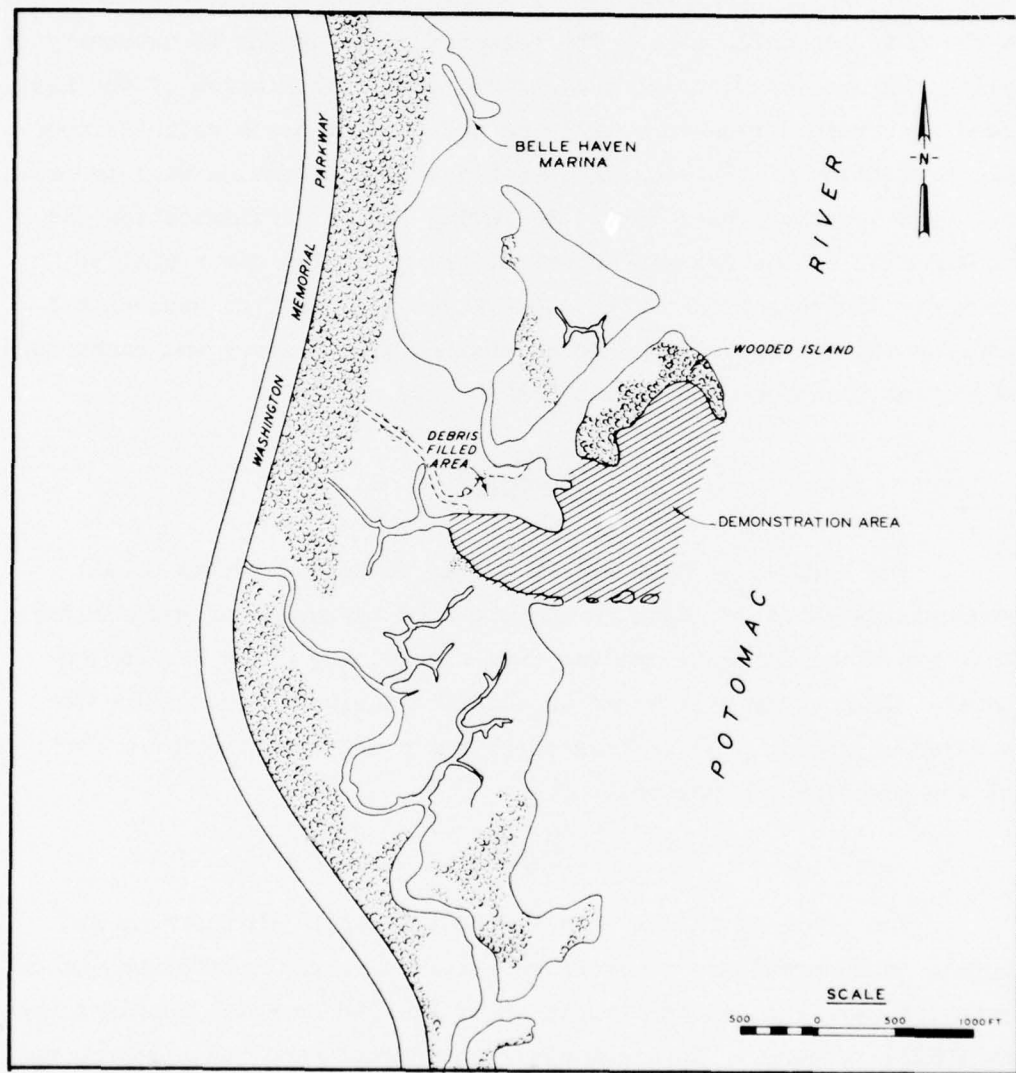 BELLE HAVEN
MARINA
-N-
RIVER
WASHINGTON MEMORIAL PARKWAY
WOODED ISLAND
DEBRIS
FILLED
AREA
DEMONSTRATION AREA
POTOMAC
SCALE
500 0 500 1000 FT